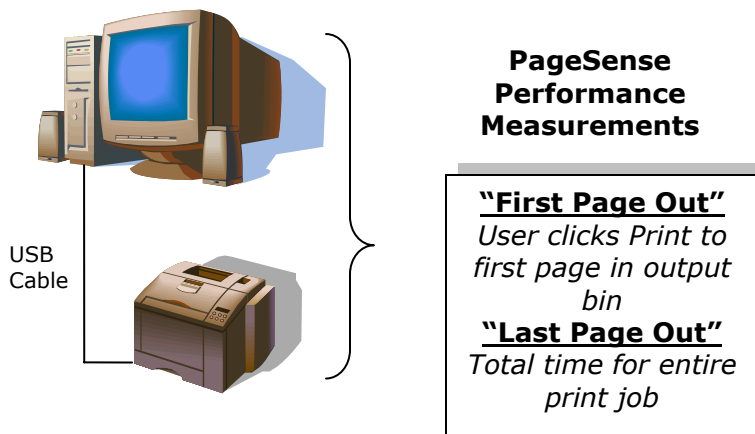 PageSense
Performance
Measurements
"First Page Out"
User clicks Print to
first page in output
bin
"Last Page Out"
Total time for entire
print job
USB
Cable